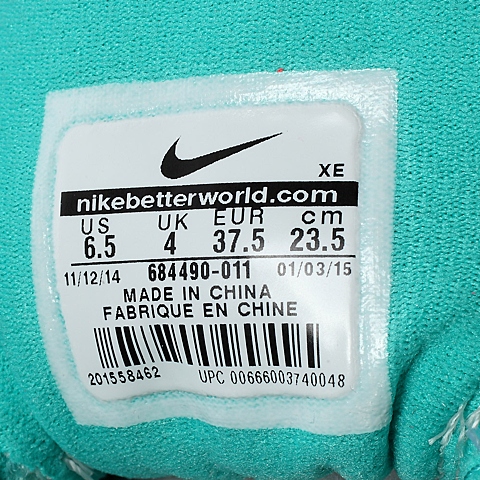 XE
nikebetterworld.com
US UK EUR cm
6.5 4 37.5 23.5
11/12/14 684490-011 01/03/15
MADE IN CHINA
FABRIQUE EN CHINE
201558462 UPC 00666003740048